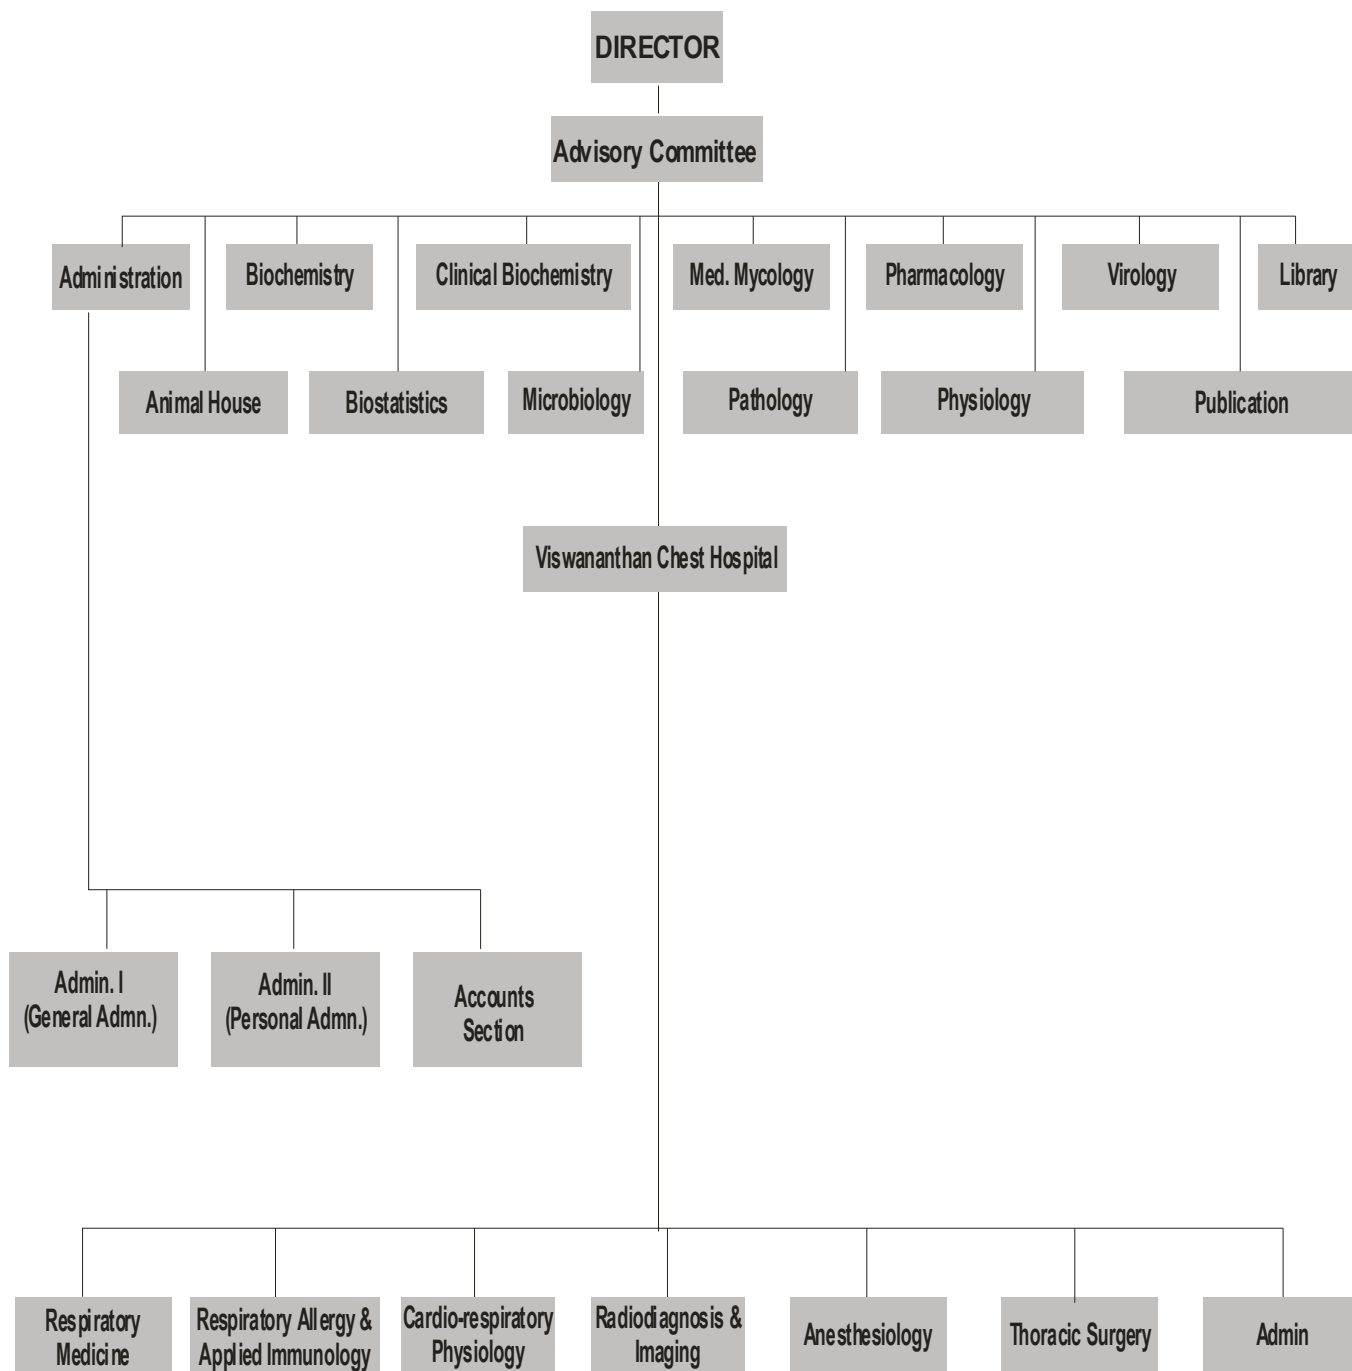 DIRECTOR
Advisory Committee
Administration
Biochemistry
Clinical Biochemistry
Med. Mycology
Pharmacology
Virology
Library
Animal House
Biostatistics
Microbiology
Pathology
Physiology
Publication
Viswananthan Chest Hospital
Admin. I
(General Admn.)
Admin. II
(Personal Admn.)
Accounts
Section
Respiratory
Medicine
Respiratory Allergy &
Applied Immunology
Cardio-respiratory
Physiology
Radiodiagnosis &
Imaging
Anesthesiology
Thoracic Surgery
Admin